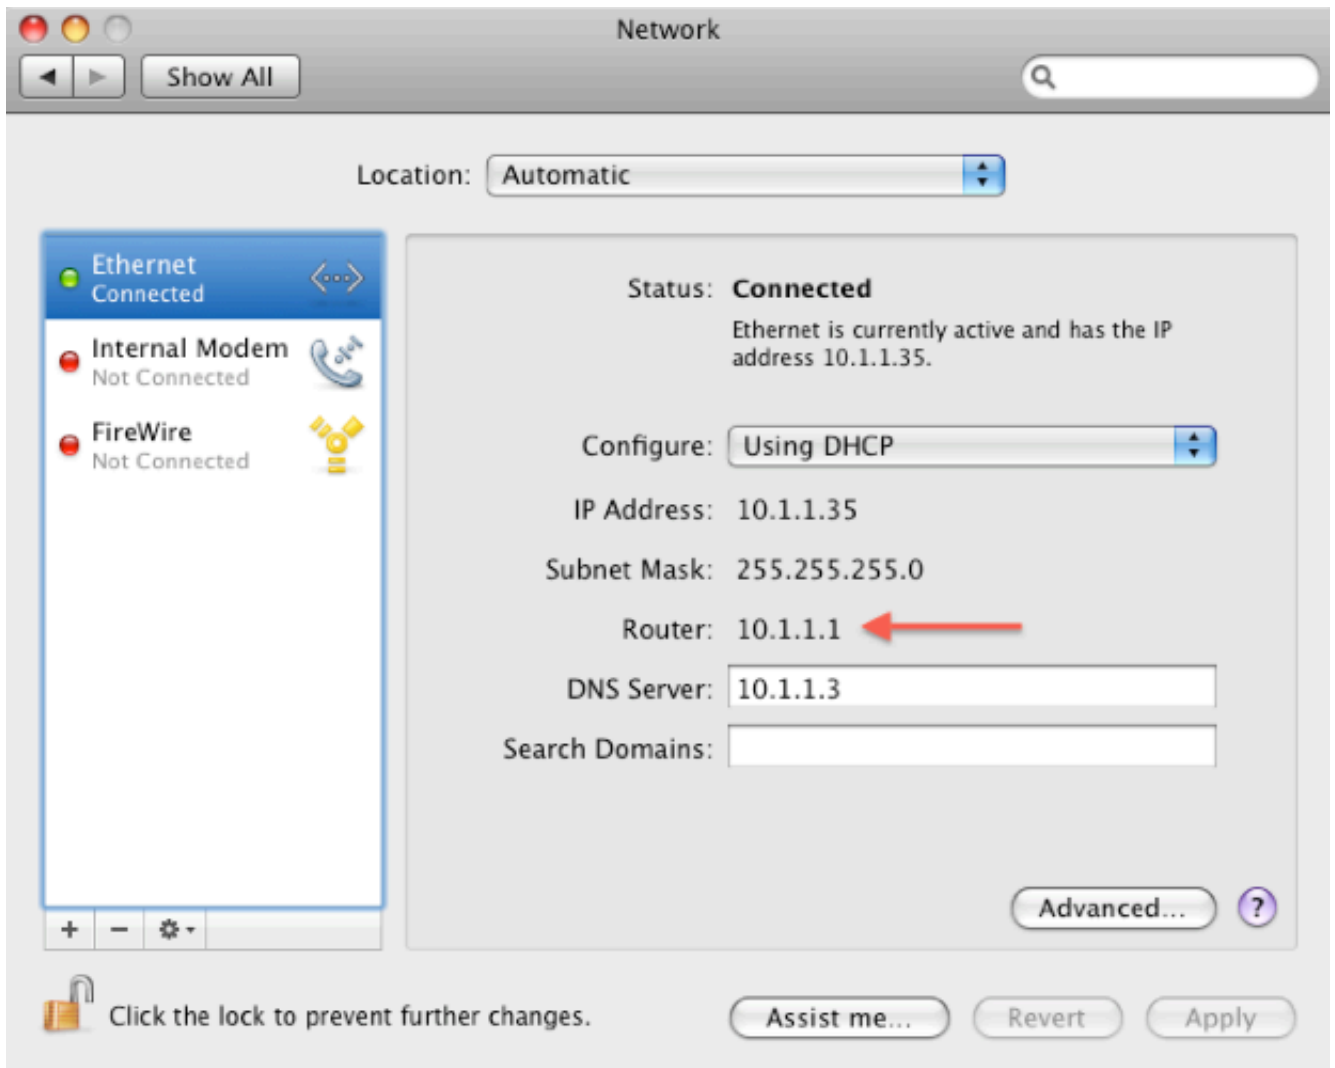 Network
Show All
Location: Automatic
Ethernet
Connected
Internal Modem
Not Connected
FireWire
Not Connected
Status: Connected
Ethernet is currently active and has the IP
address 10.1.1.35.
Configure: Using DHCP
IP Address: 10.1.1.35
Subnet Mask: 255.255.255.0
Router: 10.1.1.1
DNS Server: 10.1.1.3
Search Domains:
Advanced... ?
Click the lock to prevent further changes.
Assist me... Revert Apply